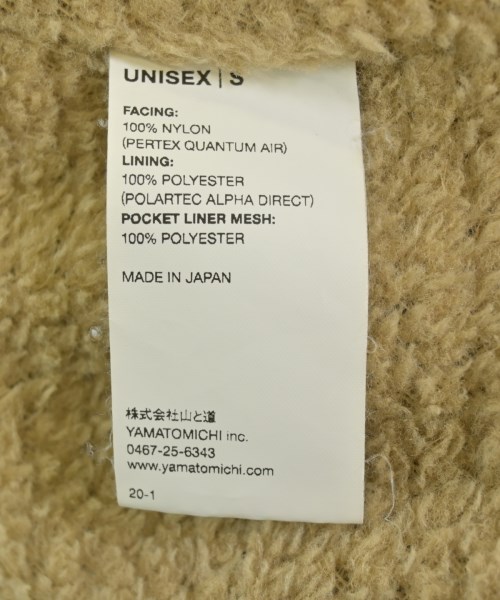 UNISEX | S
FACING:
100% NYLON
(PERTEX QUANTUM AIR)
LINING:
100% POLYESTER
(POLARTEC ALPHA DIRECT)
POCKET LINER MESH:
100% POLYESTER
MADE IN JAPAN
株式会社山と道
YAMATOMICHI inc.
0467-25-6343
www.yamatomichi.com
20-1